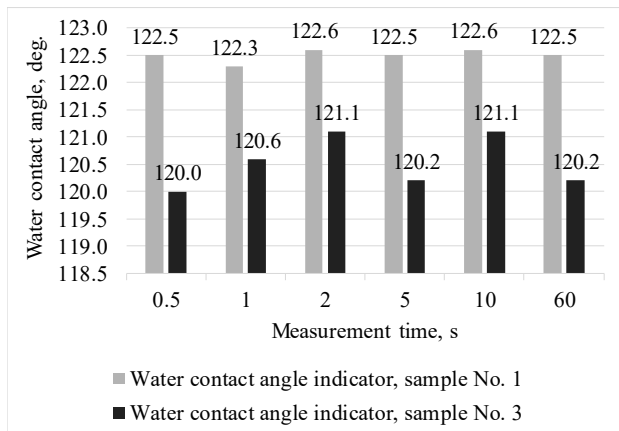 Water contact angle, deg.
123.0
122.5
122.0
121.5
121.0
120.5
120.0
119.5
119.0
118.5
122.5 122.3 122.6 122.5 122.6 122.5
120.0 120.6 121.1 120.2 121.1 120.2
0.5 1 2 5 10 60
Measurement time, s
Water contact angle indicator, sample No. 1
Water contact angle indicator, sample No. 3